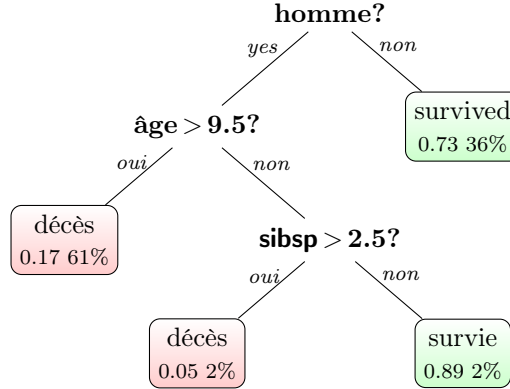 homme?
yes
non
survived
0.73 36%
âge > 9.5?
oui
non
décès
0.17 61%
sibsp > 2.5?
oui
non
décès
0.05 2%
survie
0.89 2%